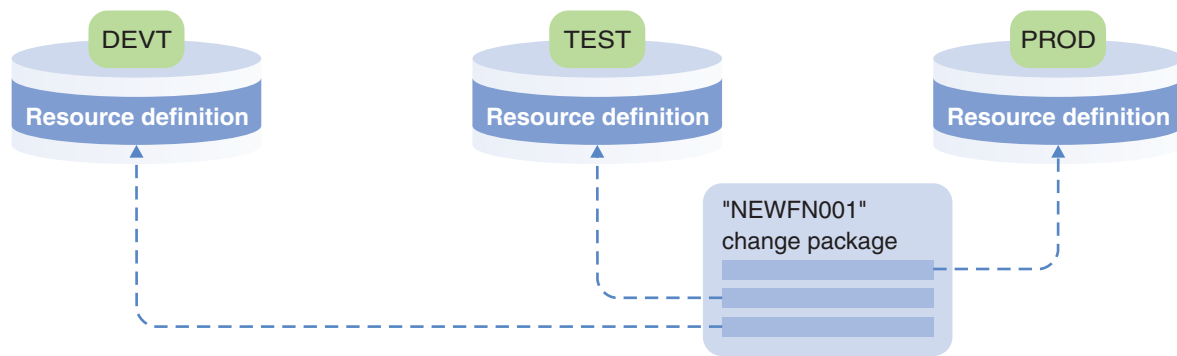 DEVT
TEST
PROD
Resource definition
Resource definition
Resource definition
"NEWFN001"
change package